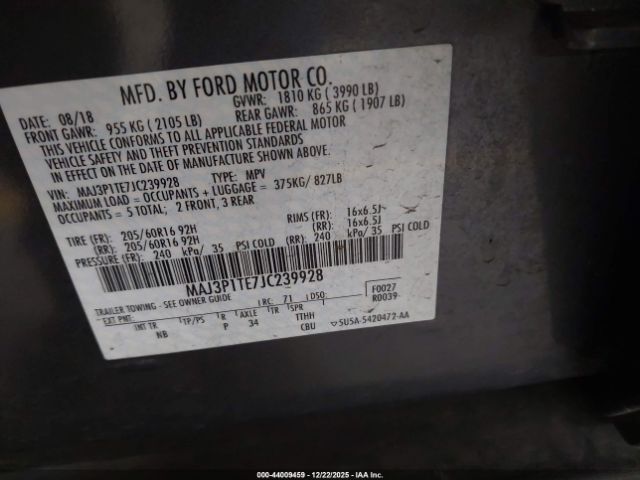 MFD. BY FORD MOTOR CO.
DATE: 08/18 GVWR: 1810 KG ( 3990 LB)
FRONT GAWR: 955 KG ( 2105 LB) REAR GAWR: 865 KG ( 1907 LB)
THIS VEHICLE CONFORMS TO ALL APPLICABLE FEDERAL MOTOR
VEHICLE SAFETY AND THEFT PREVENTION STANDARDS
IN EFFECT ON THE DATE OF MANUFACTURE SHOWN ABOVE.
VIN: MAJ3P1TE7JC239928 TYPE: MPV
MAXIMUM LOAD = OCCUPANTS + LUGGAGE = 375KG/ 827LB
OCCUPANTS = 5 TOTAL; 2 FRONT, 3 REAR
TIRE (FR): 205/60R16 92H RIMS (FR): 16x6.5J
(RR): 205/60R16 92H (RR): 16x6.5J
PRESSURE (FR): 240 kPa/ 35 PSI COLD (RR): 240 kPa/ 35 PSI COLD
MAJ3P1TE7JC239928
TRAILER TOWING - SEE OWNER GUIDE RC: 71 DSO: F0027
R0039
EXT PNT: INT TR TP/PS R AXLE TR SPR
NB P 34 TTHH
CBU 5U5A-5420472-AA
000-44009459 - 12/22/2025 - IAA Inc.